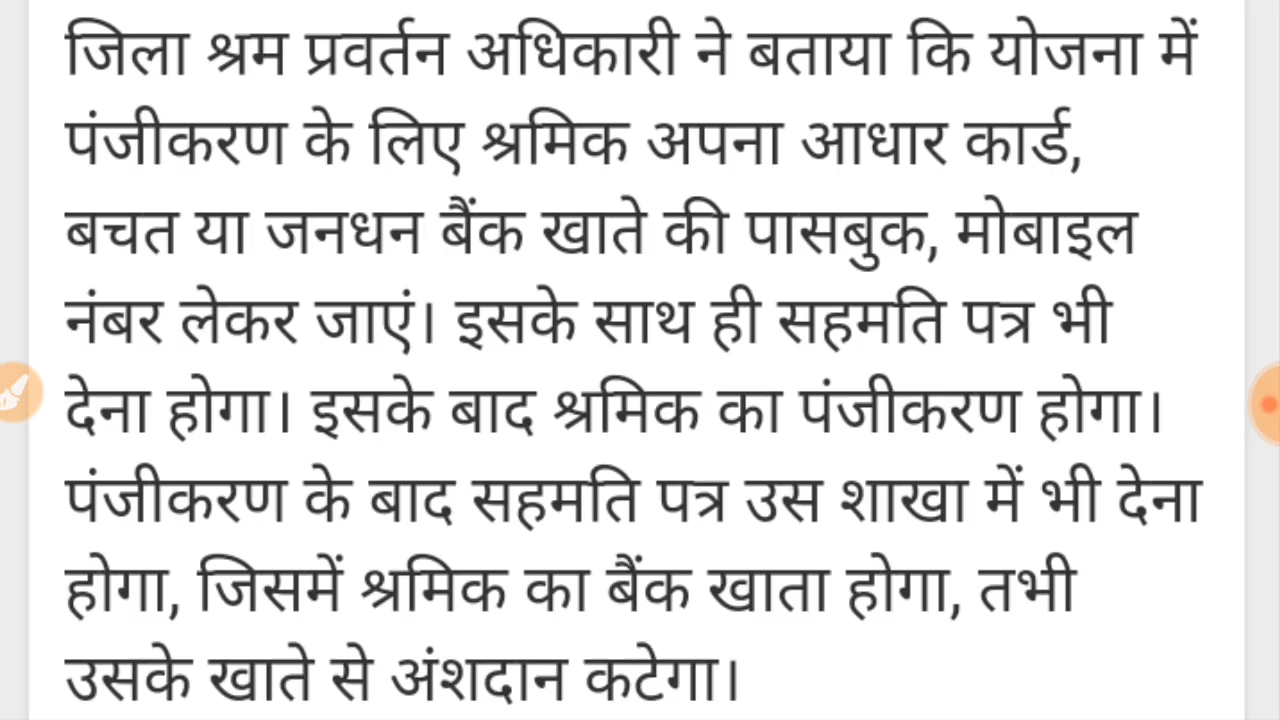 जिला श्रम प्रवर्तन अधिकारी ने बताया कि योजना में
पंजीकरण के लिए श्रमिक अपना आधार कार्ड,
बचत या जनधन बैंक खाते की पासबुक, मोबाइल
नंबर लेकर जाएं। इसके साथ ही सहमति पत्र भी
देना होगा। इसके बाद श्रमिक का पंजीकरण होगा।
पंजीकरण के बाद सहमति पत्र उस शाखा में भी देना
होगा, जिसमें श्रमिक का बैंक खाता होगा, तभी
उसके खाते से अंशदान कटेगा।